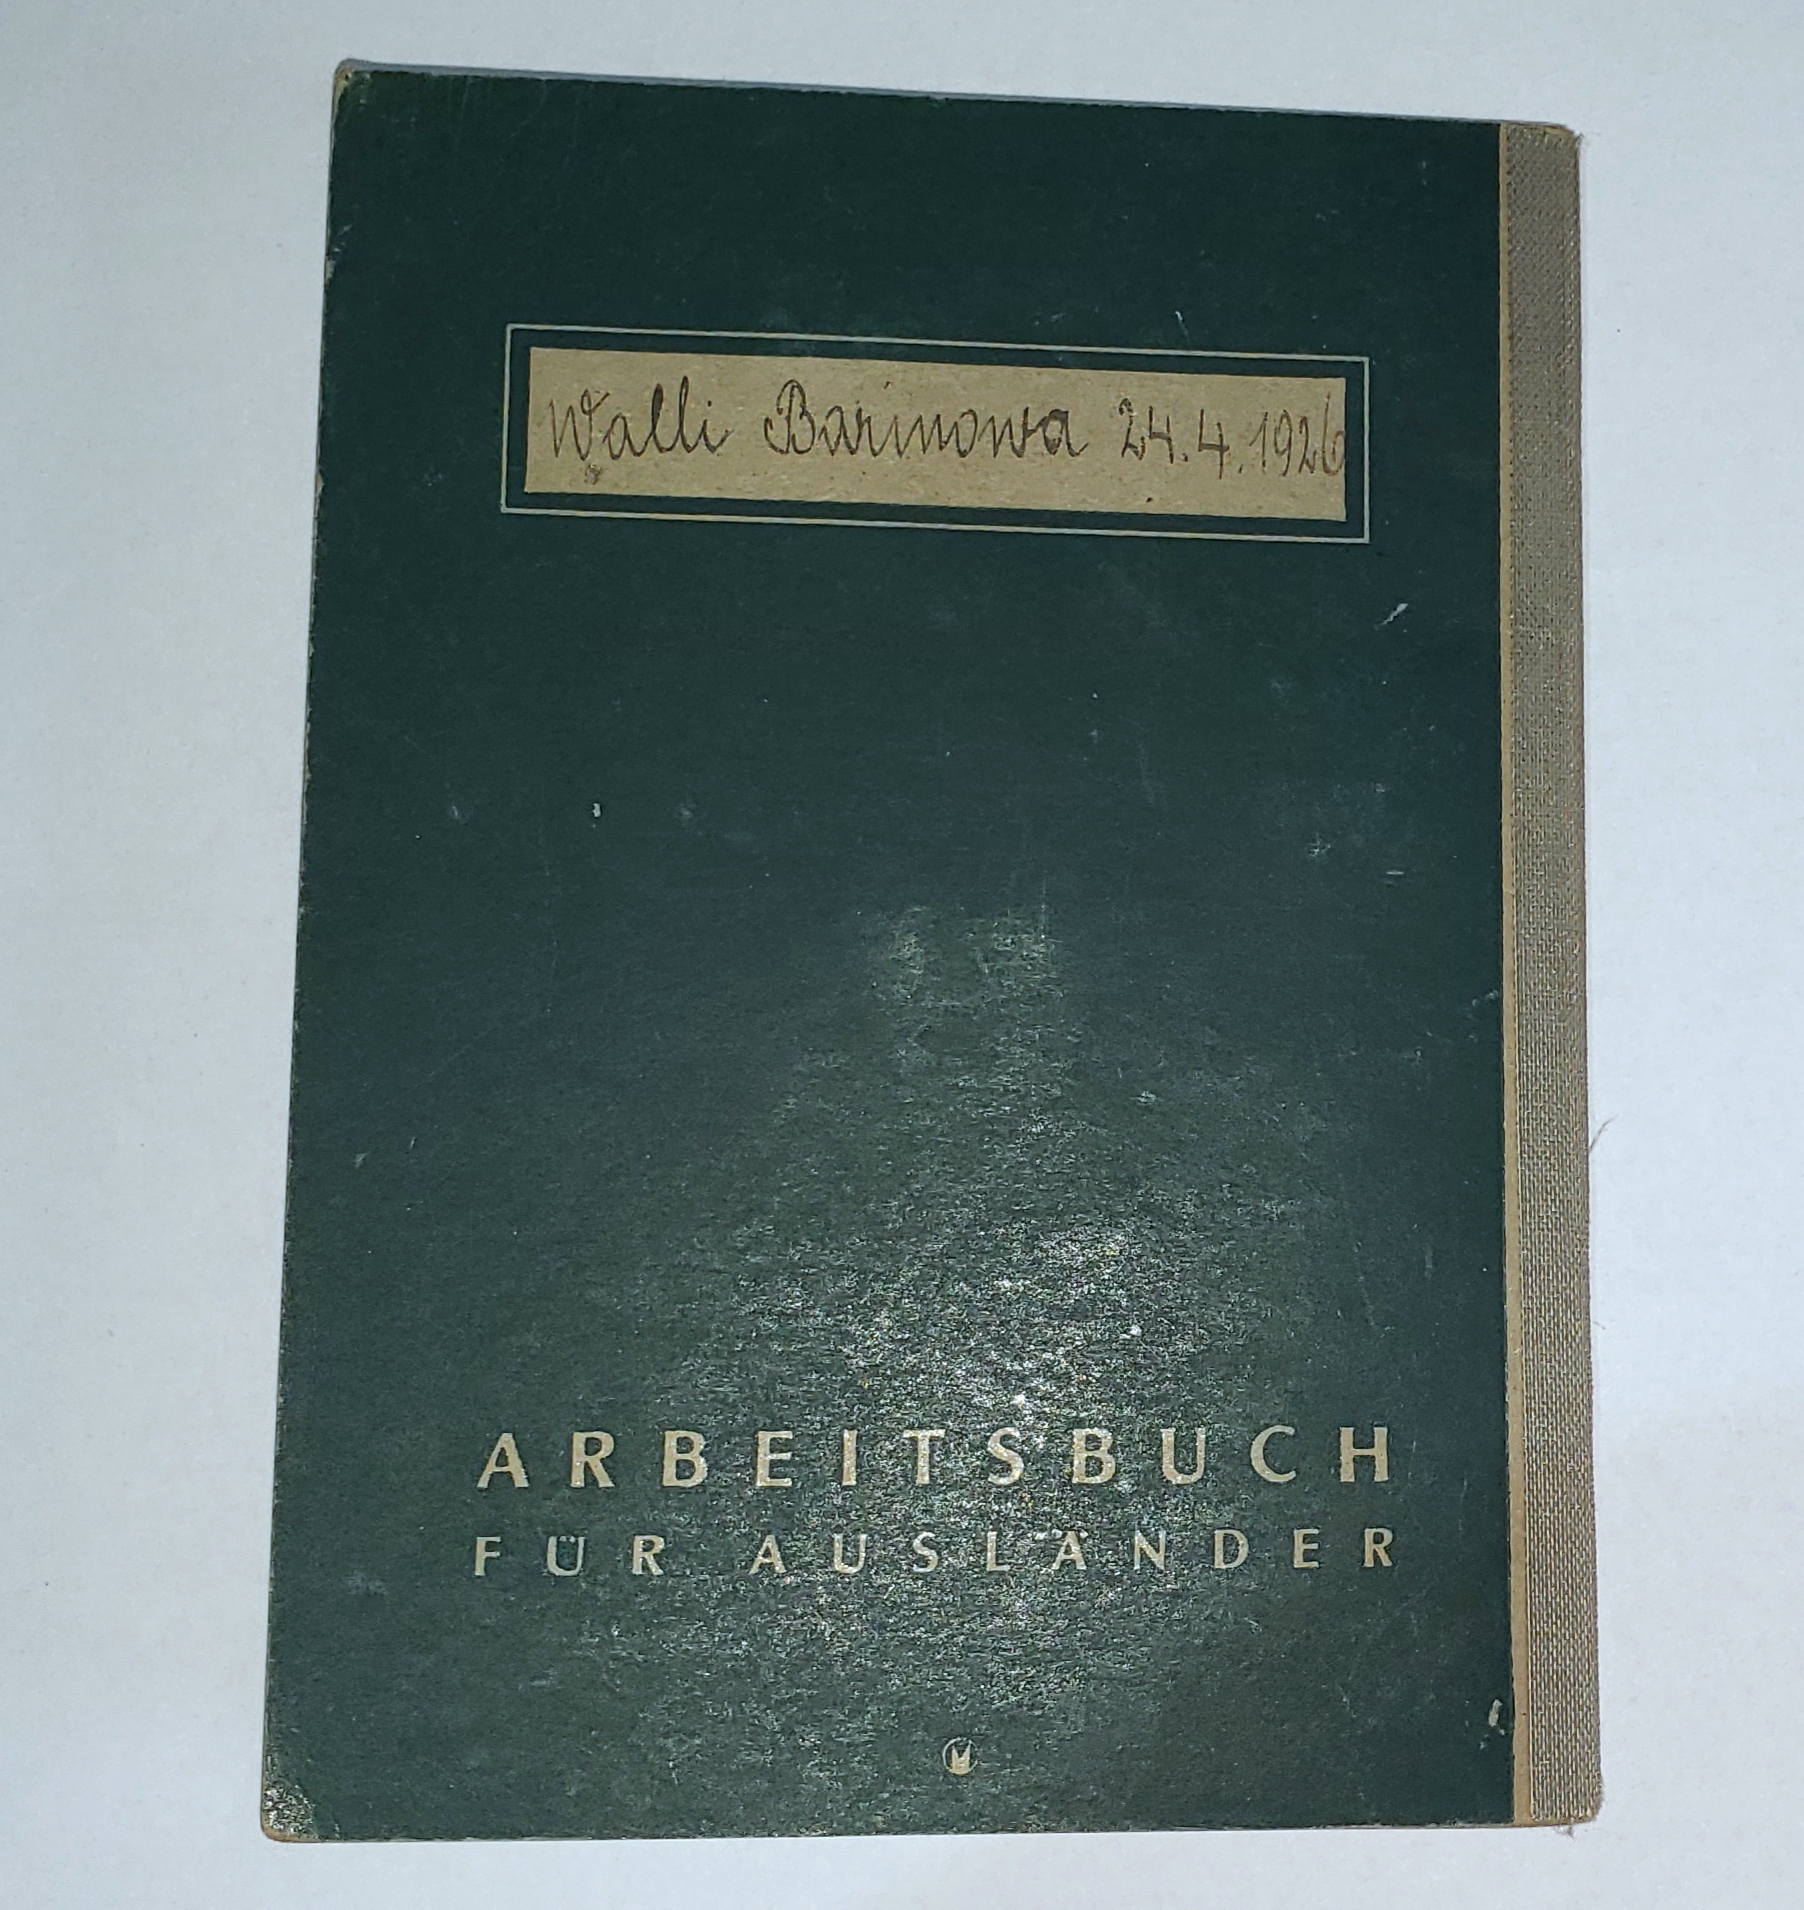 Walli Barinowa 24.4.1926
ARBEITSBUCH
FÜR AUSLÄNDER